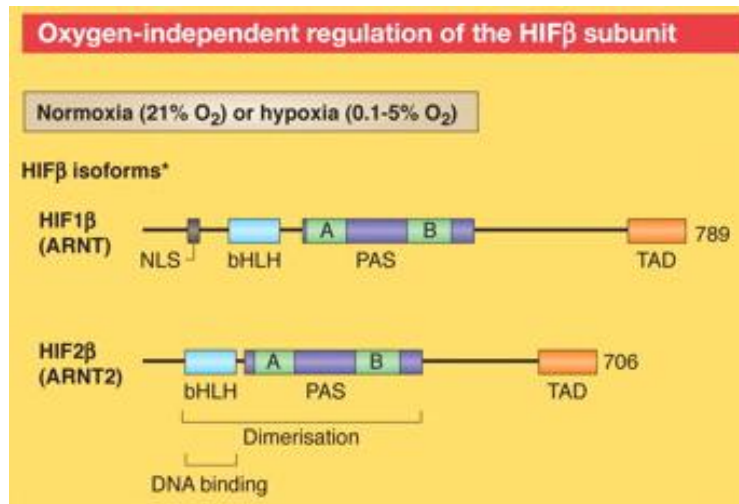 Oxygen-independent regulation of the HIFβ subunit
Normoxia (21% O₂) or hypoxia (0.1-5% O₂)
HIFβ isoforms*
HIF1β
(ARNT)
A
B
789
NLS
bHLH
PAS
TAD
HIF2β
(ARNT2)
A
B
706
bHLH
PAS
TAD
Dimerisation
DNA binding